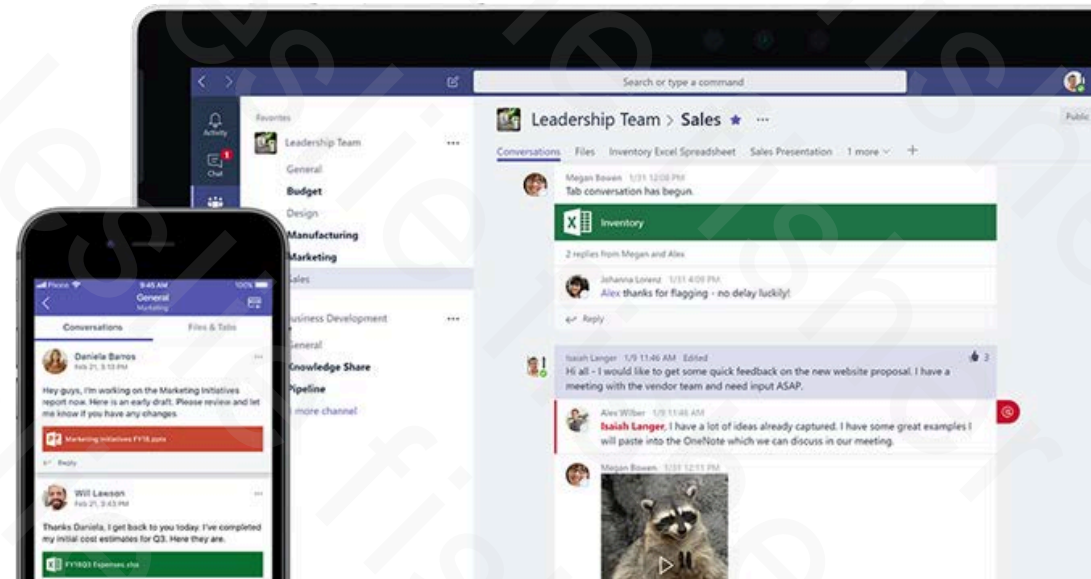 Search or type a command
Activity
Chat
Favorites
Leadership Team
General
Budget
Design
Manufacturing
Marketing
Sales
Business Development
General
Knowledge Share
Pipeline
more channel
Leadership Team > Sales
Public
Conversations Files Inventory Excel Spreadsheet Sales Presentation 1 more
Megan Bowen 1/31 12:08 PM
Tab conversation has begun.
Inventory
2 replies from Megan and Alex
Johanna Lorenz 1/31 4:09 PM
Alex thanks for flagging - no delay luckily!
Reply
Isaiah Langer 1/9 11:46 AM Edited
3
Hi all - I would like to get some quick feedback on the new website proposal. I have a
meeting with the vendor team and need input ASAP.
Alex Wilber 1/9 11:46 AM
Isaiah Langer, I have a lot of ideas already captured. I have some great examples I
will paste into the OneNote which we can discuss in our meeting.
Megan Bowen 1/31 12:11 PM
Phone 9:45 AM 100%
General
Marketing
Conversations Files & Tabs
Daniela Barros
Feb 21, 3:13 PM
Hey guys, I'm working on the Marketing Initiatives
report now. Here is an early draft. Please review and let
me know if you have any changes.
Marketing Initiatives FY18.pptx
Reply
Will Lawson
Feb 21, 3:43 PM
Thanks Daniela, I get back to you today. I've completed
my initial cost estimates for Q3. Here they are.
FY18Q3 Expenses.xlsx